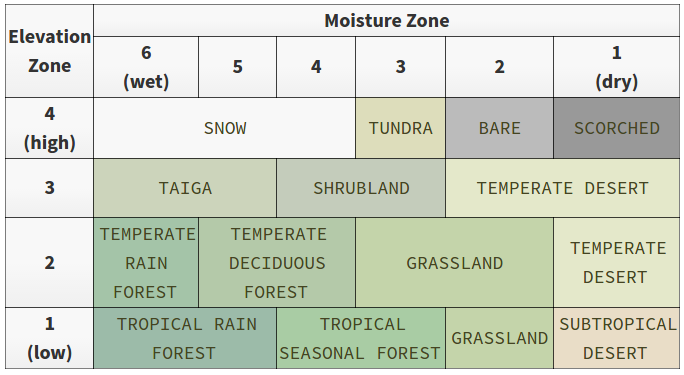 Elevation
Zone
Moisture Zone
6
(wet)
5
4
3
2
1
(dry)
4
(high)
SNOW
TUNDRA
BARE
SCORCHED
3
TAIGA
SHRUBLAND
TEMPERATE DESERT
2
TEMPERATE
RAIN
FOREST
TEMPERATE
DECIDUOUS
FOREST
GRASSLAND
TEMPERATE
DESERT
1
(low)
TROPICAL RAIN
FOREST
TROPICAL
SEASONAL FOREST
GRASSLAND
SUBTROPICAL
DESERT